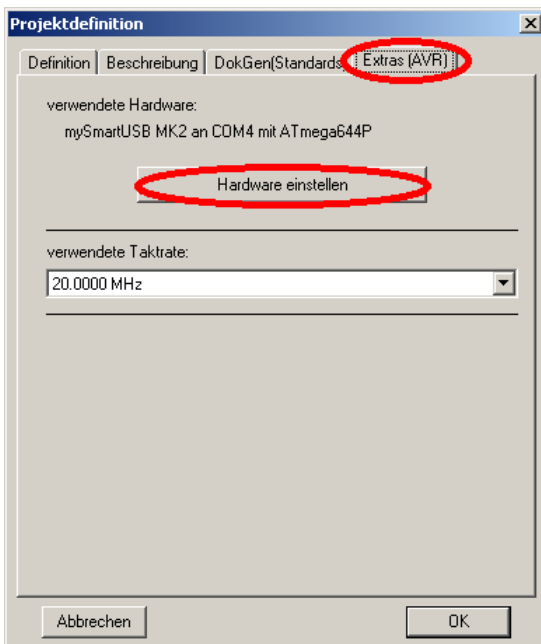 Projektdefinition
Definition Beschreibung DokGen(Standards) Extras (AVR)
verwendete Hardware:
mySmartUSB MK2 an COM4 mit ATmega644P
Hardware einstellen
verwendete Taktrate:
20.0000 MHz
Abbrechen OK